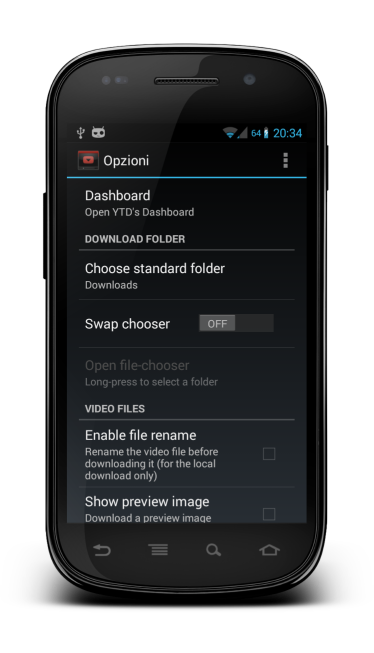 64 20:34
Opzioni
Dashboard
Open YTD's Dashboard
DOWNLOAD FOLDER
Choose standard folder
Downloads
Swap chooser OFF
Open file-chooser
Long-press to select a folder
VIDEO FILES
Enable file rename
Rename the video file before
downloading it (for the local
download only)
Show preview image
Download a preview image